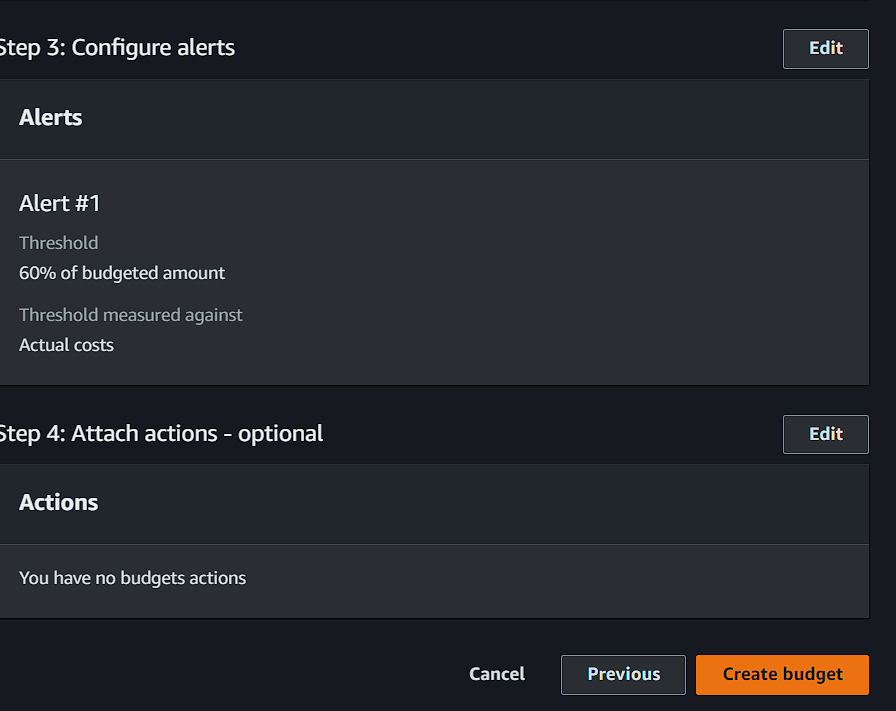 Step 3: Configure alerts
Edit
Alerts
Alert #1
Threshold
60% of budgeted amount
Threshold measured against
Actual costs
Step 4: Attach actions - optional
Edit
Actions
You have no budgets actions
Cancel
Previous
Create budget